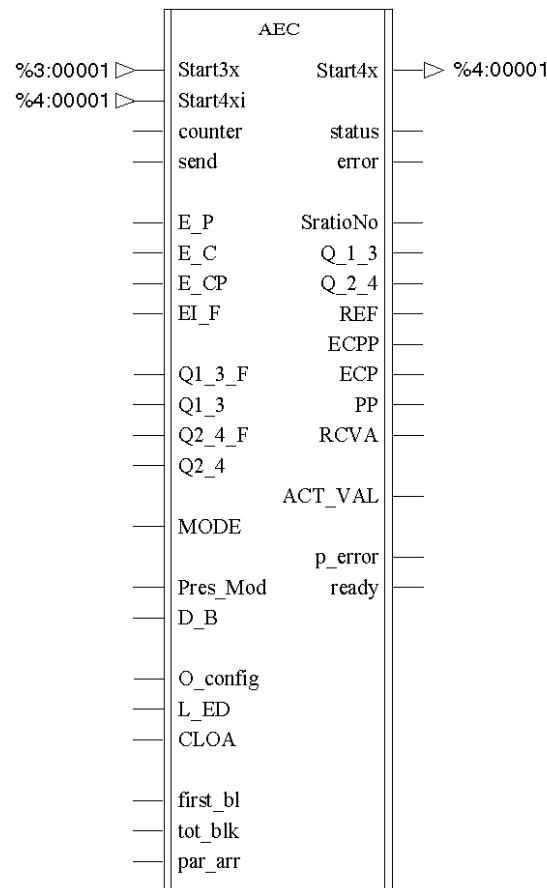 AEC
%3:00001 Start3x Start4x %4:00001
%4:00001 Start4xi
counter status
send error
E_P SratioNo
E_C Q_1_3
E_CP Q_2_4
EI_F REF
ECPP
Q1_3_F ECP
Q1_3 PP
Q2_4_F RCVA
Q2_4
ACT_VAL
MODE
p_error
Pres_Mod ready
D_B
O_config
L_ED
CLOA
first_bl
tot_blk
par_arr